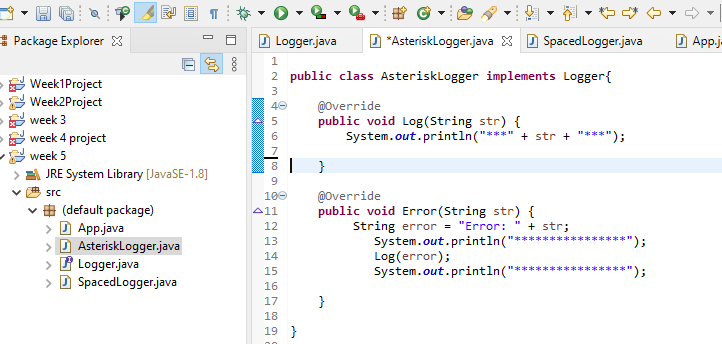 Package Explorer
Week1Project
Week2Project
week 3
week 4 project
week 5
JRE System Library [JavaSE-1.8]
src
(default package)
App.java
AsteriskLogger.java
Logger.java
SpacedLogger.java
Logger.java
*AsteriskLogger.java
SpacedLogger.java
App.j
1
2 public class AsteriskLogger implements Logger{
3
4 @Override
5 public void Log(String str) {
6 System.out.println("***" + str + "***");
7
8 }
9
10 @Override
11 public void Error(String str) {
12 String error = "Error: " + str;
13 System.out.println("****************");
14 Log(error);
15 System.out.println("****************");
16
17 }
18
19 }